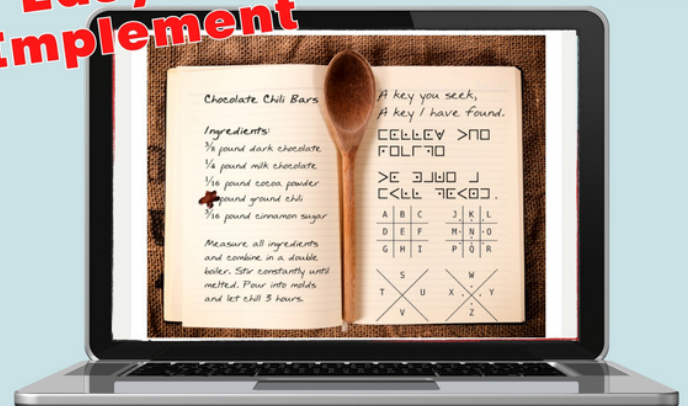 Easy
Implement
Chocolate Chili Bars
Ingredients:
3/8 pound dark chocolate
1/4 pound milk chocolate
1/16 pound cocoa powder
pound ground chili
3/16 pound cinnamon sugar
Measure all ingredients
and combine in a double
boiler. Stir constantly until
melted. Pour into molds
and let chill 3 hours.
A key you seek,
A key I have found.
A B C
D E F
G H I
J K L
M N O
P Q R
S
T U
V
W
X Y
Z